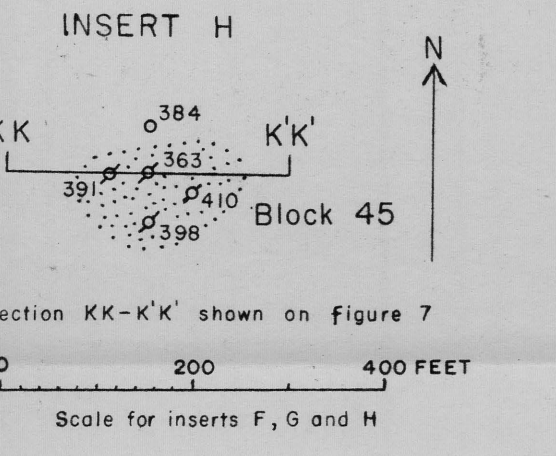 INSERT H
N
384
KK
K'K'
363
391
410
Block 45
398
ection KK-K'K' shown on figure 7
0 200 400 FEET
Scale for inserts F, G and H